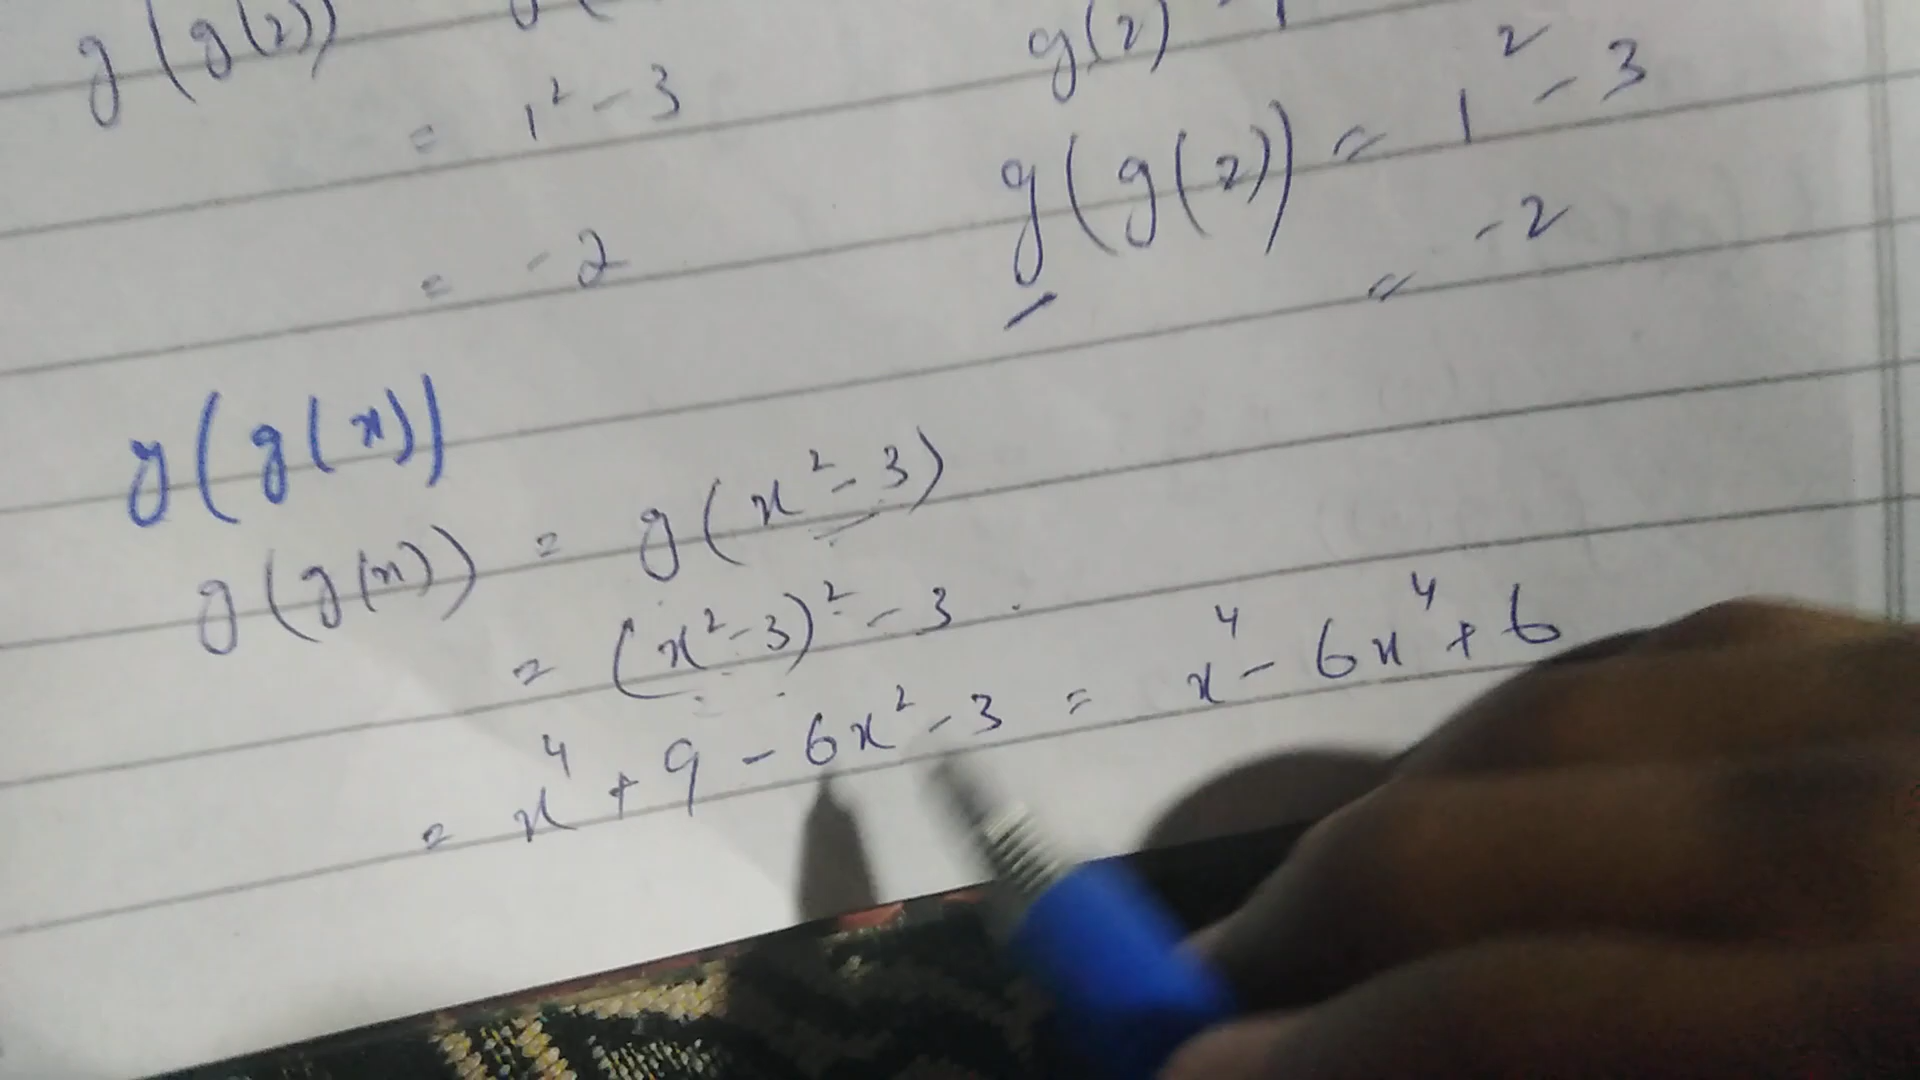 g(g(2))
g(2)
= 1² - 3
g(g(2)) = 1² - 3
= -2
= -2
g(g(x))
g(g(x)) = g(x² - 3)
= (x² - 3)² - 3
= x⁴ + 9 - 6x² - 3 = x⁴ - 6x⁴ + 6